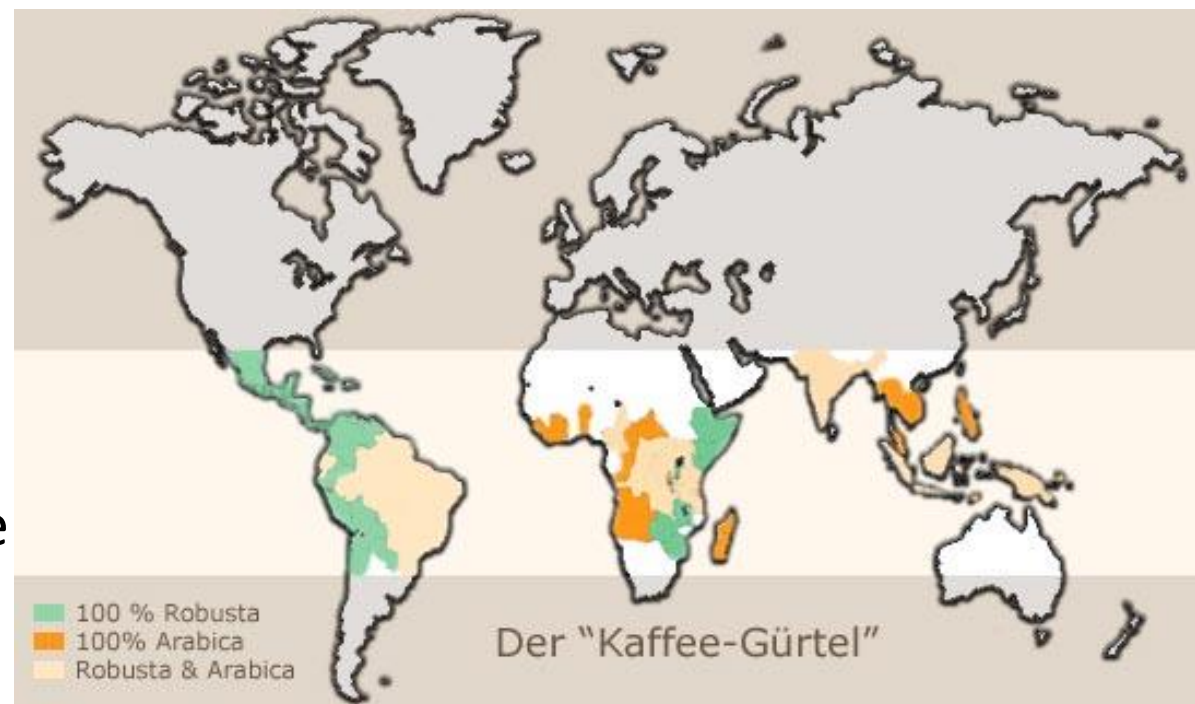 e
100 % Robusta
100% Arabica
Robusta & Arabica
Der “Kaffee-Gürtel”